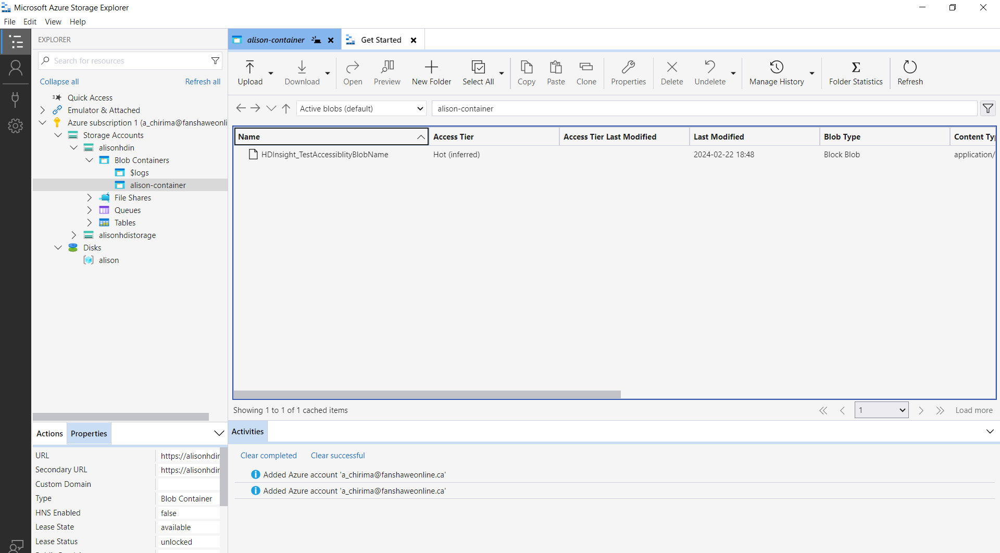 Microsoft Azure Storage Explorer
File Edit View Help
EXPLORER
Search for resources
Collapse all Refresh all
Quick Access
Emulator & Attached
Azure subscription 1 (a_chirima@fanshaweonli
Storage Accounts
alisonhdin
Blob Containers
$logs
alison-container
File Shares
Queues
Tables
alisonhdistorage
Disks
alison
Actions Properties
URL https://alisonhdin
Secondary URL https://alisonhdin
Custom Domain
Type Blob Container
HNS Enabled false
Lease State available
Lease Status unlocked
alison-container Get Started
Upload Download Open Preview New Folder Select All Copy Paste Clone Properties Delete Undelete Manage History Folder Statistics Refresh
Active blobs (default) alison-container
Name Access Tier Access Tier Last Modified Last Modified Blob Type Content Ty
HDInsight_TestAccessiblityBlobName Hot (inferred) 2024-02-22 18:48 Block Blob application/
Showing 1 to 1 of 1 cached items 1 Load more
Activities
Clear completed Clear successful
Added Azure account 'a_chirima@fanshaweonline.ca'
Added Azure account 'a_chirima@fanshaweonline.ca'